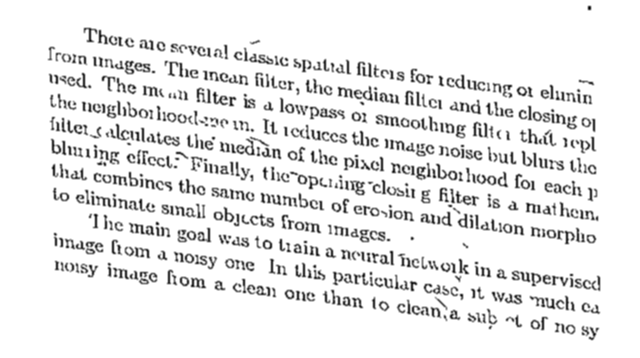 There are several classic spatial filters for reducing or elimin
from images. The mean filter, the median filter and the closing op
used. The mean filter is a lowpass or smoothing filter that repl
the neighborhood mean. It reduces the image noise but blurs the
filter calculates the median of the pixel neighborhood for each p
blurring effect. Finally, the opening closing filter is a mathem
that combines the same number of erosion and dilation morpho
to eliminate small objects from images.
The main goal was to train a neural network in a supervised
image from a noisy one In this particular case, it was much ea
noisy image from a clean one than to clean a subset of noisy